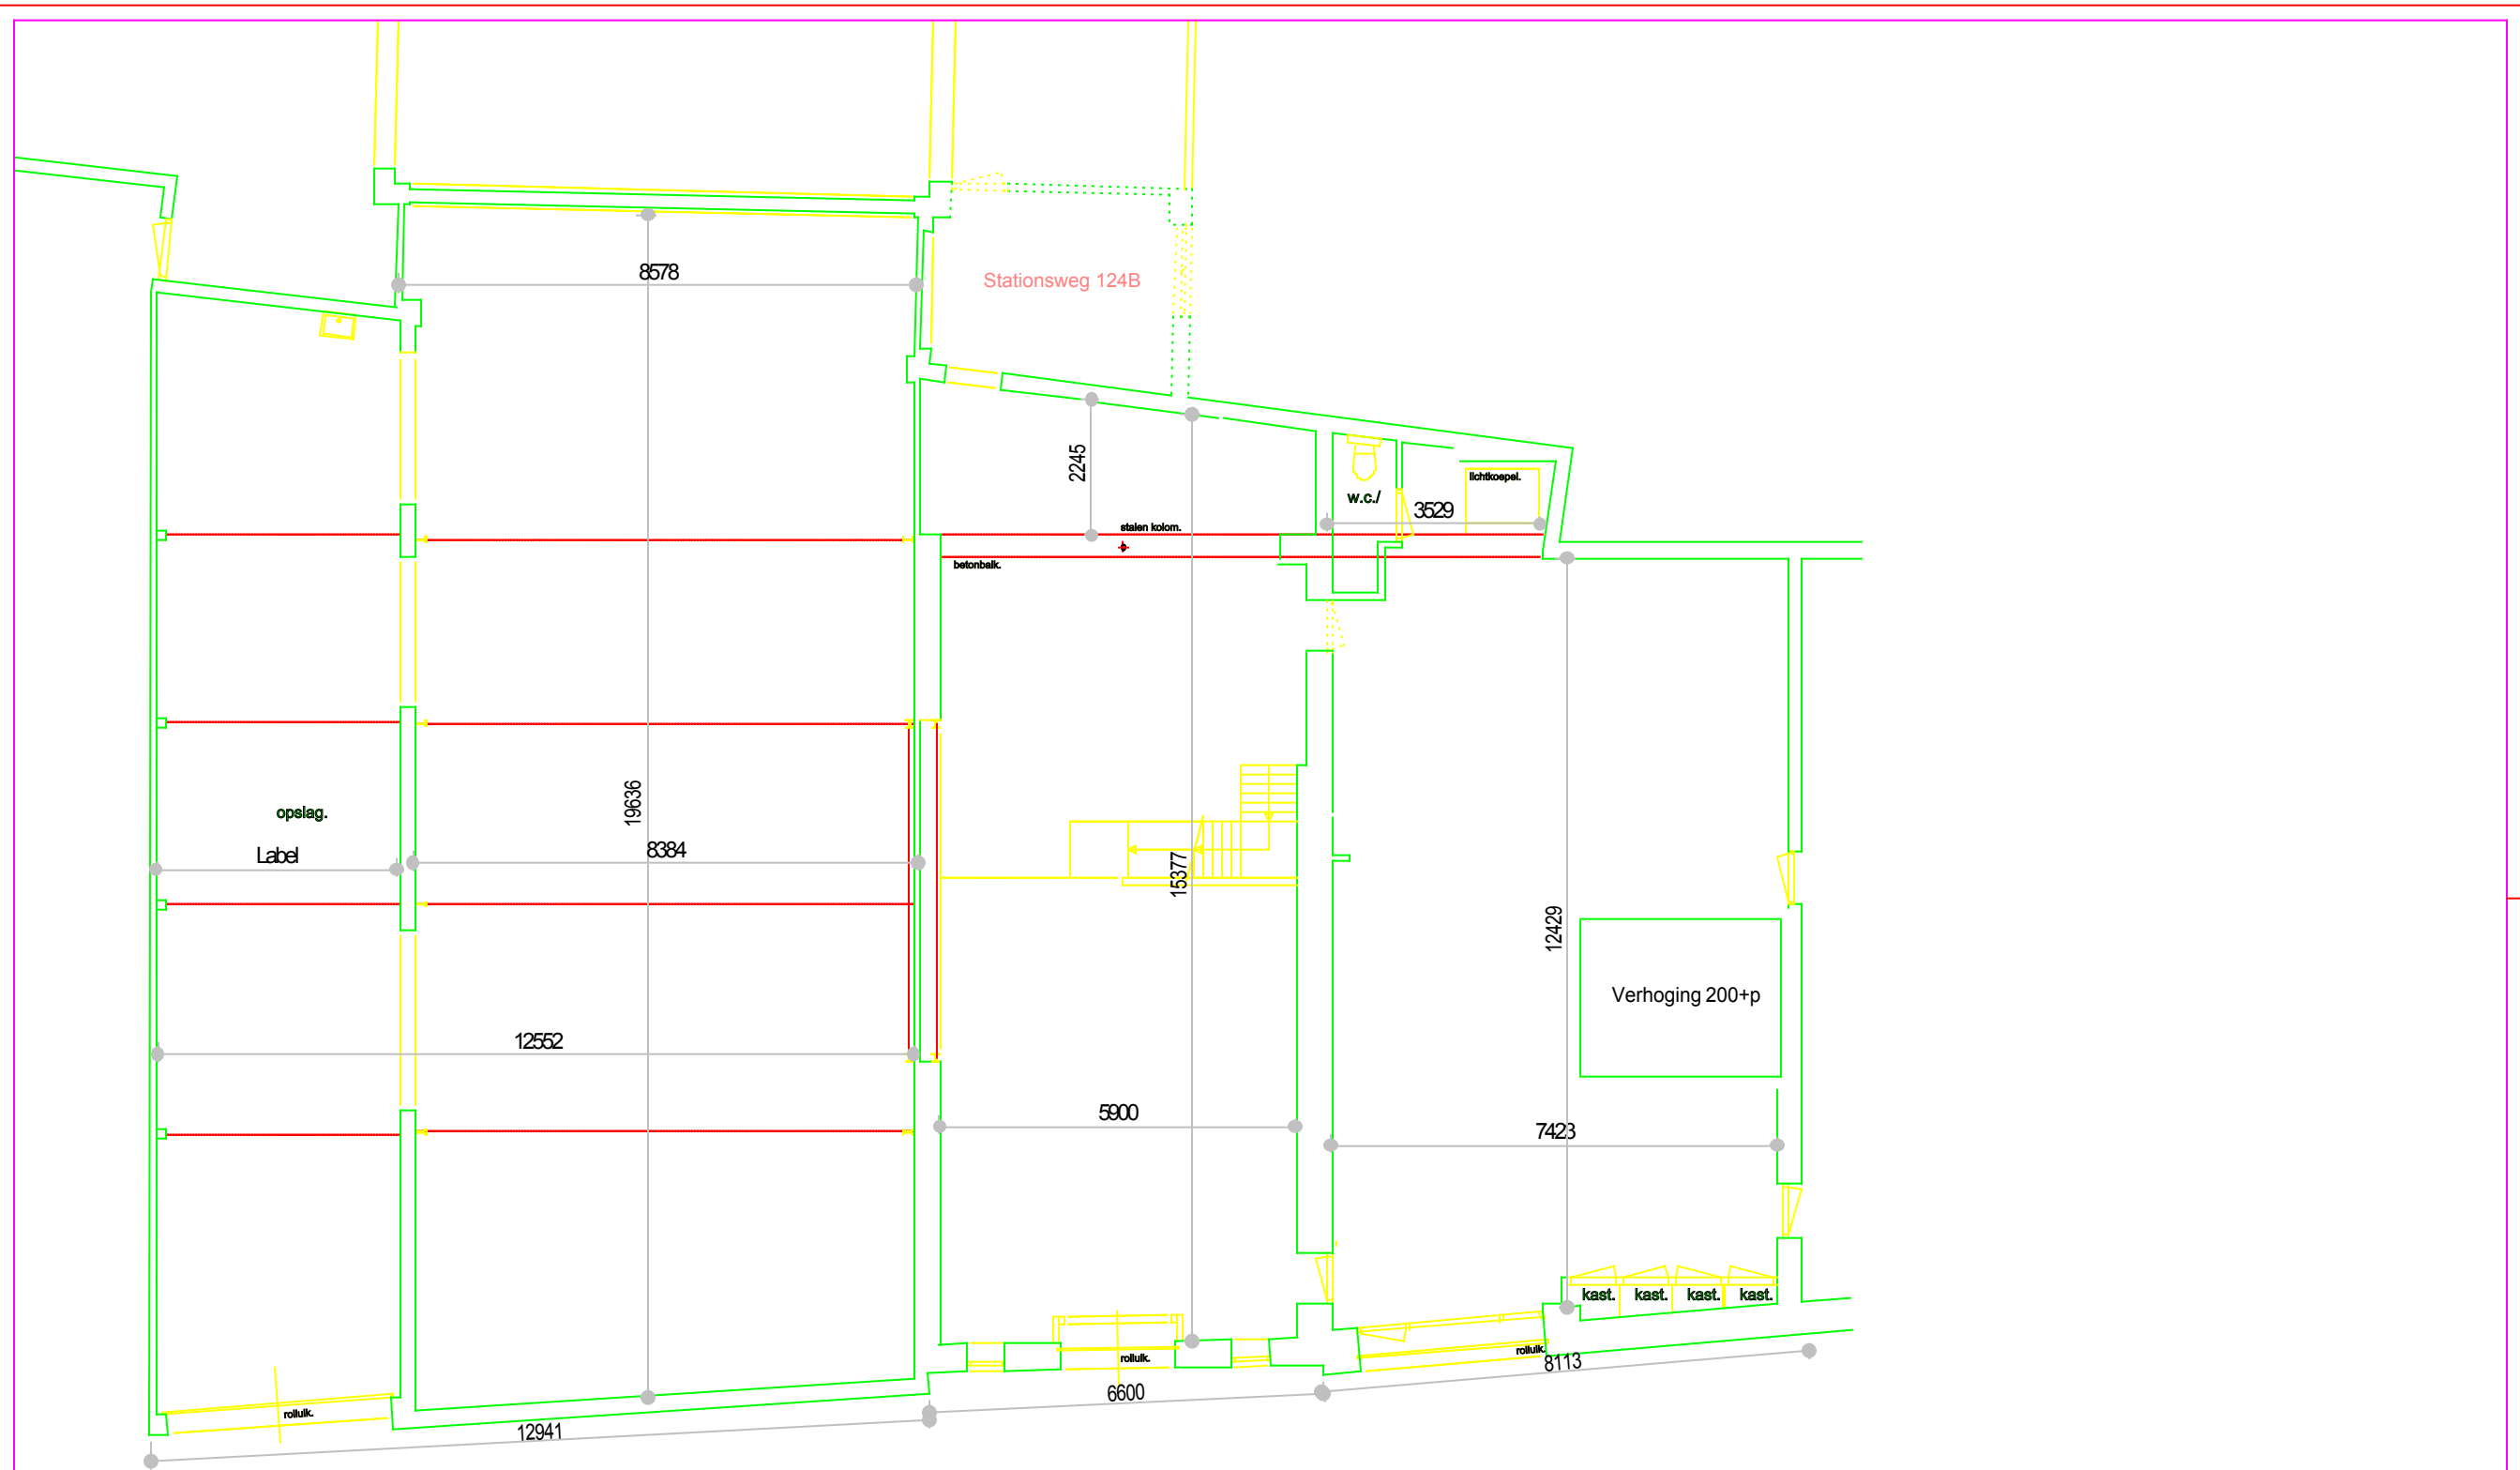 8578
Stationsweg 124B
2245
lichtkoepel.
w.c./
3529
stalen kolom.
betonbalk.
opslag.
19636
Label
8384
15377
12429
Verhoging 200+p
12552
5900
7423
kast. kast. kast. kast.
rolluik.
rolluik.
8113
6600
rolluik.
12941